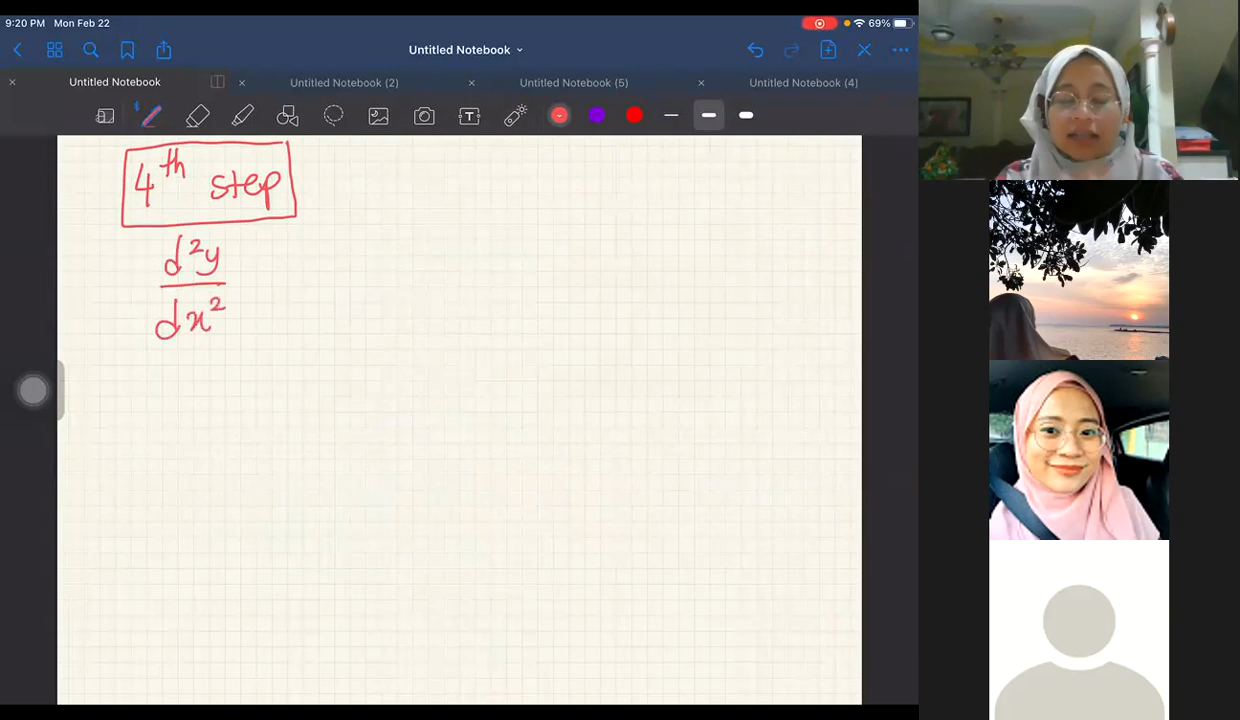 9:20 PM Mon Feb 22
69%
Untitled Notebook
Untitled Notebook
Untitled Notebook (2)
Untitled Notebook (5)
Untitled Notebook (4)
T
4th step
d²y
dx²